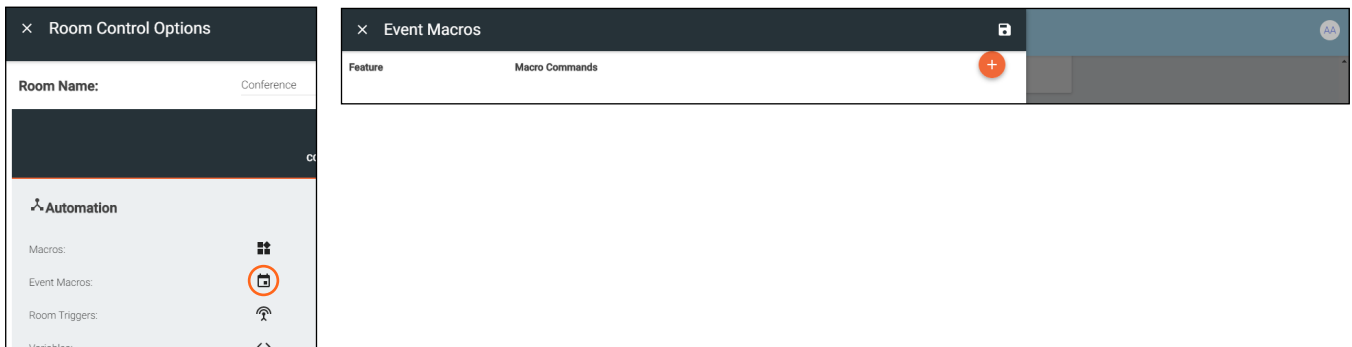 × Room Control Options
Room Name: Conference
Automation
Macros:
Event Macros:
Room Triggers:
× Event Macros
AA
Feature Macro Commands